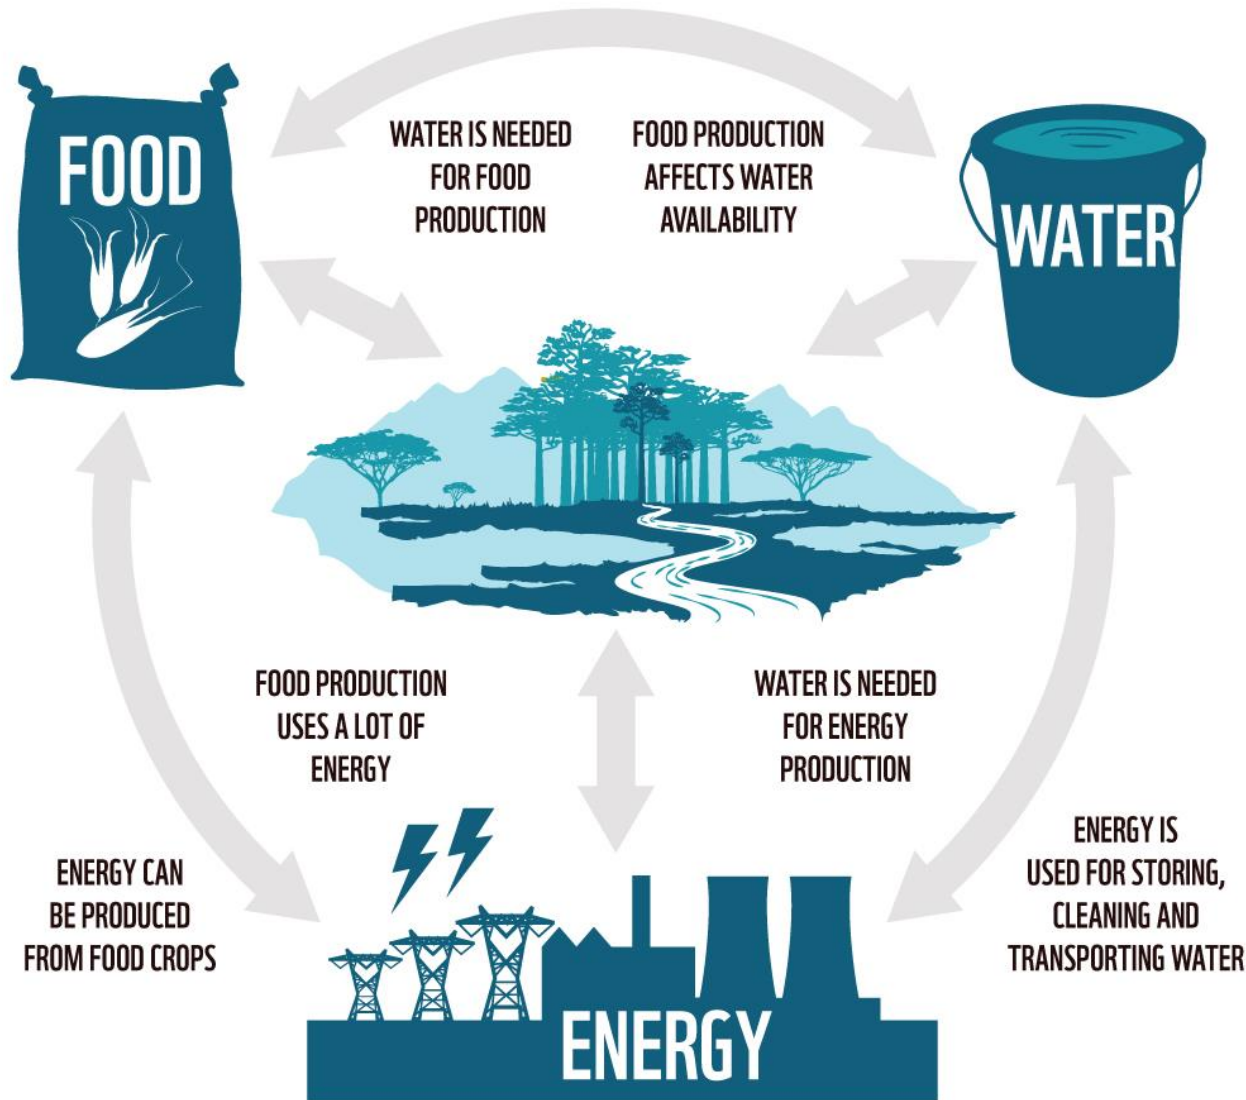 FOOD
WATER IS NEEDED
FOR FOOD
PRODUCTION
FOOD PRODUCTION
AFFECTS WATER
AVAILABILITY
WATER
FOOD PRODUCTION
USES A LOT OF
ENERGY
WATER IS NEEDED
FOR ENERGY
PRODUCTION
ENERGY CAN
BE PRODUCED
FROM FOOD CROPS
ENERGY IS
USED FOR STORING,
CLEANING AND
TRANSPORTING WATER
ENERGY